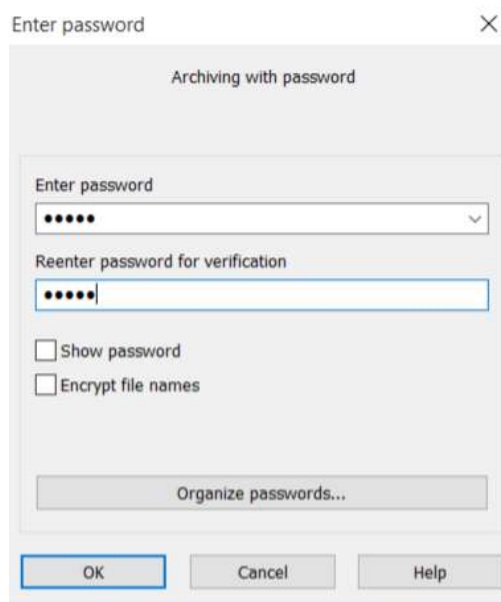 Enter password
Archiving with password
Enter password
•••••
Reenter password for verification
•••••
Show password
Encrypt file names
Organize passwords...
OK Cancel Help